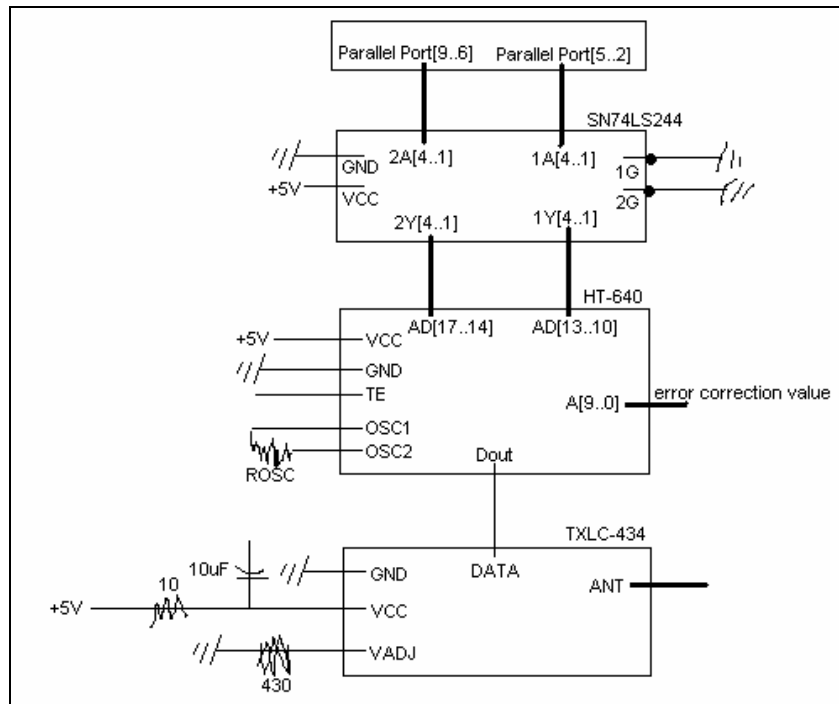 Parallel Port[9..6] Parallel Port[5..2]
SN74LS244
GND
2A[4..1]
1A[4..1]
1G
+5V
VCC
2G
2Y[4..1]
1Y[4..1]
HT-640
+5V
VCC
AD[17..14]
AD[13..10]
GND
TE
A[9..0]
error correction value
OSC1
OSC2
ROSC
Dout
TXLC-434
10uF
GND
DATA
ANT
10
+5V
VCC
VADJ
430